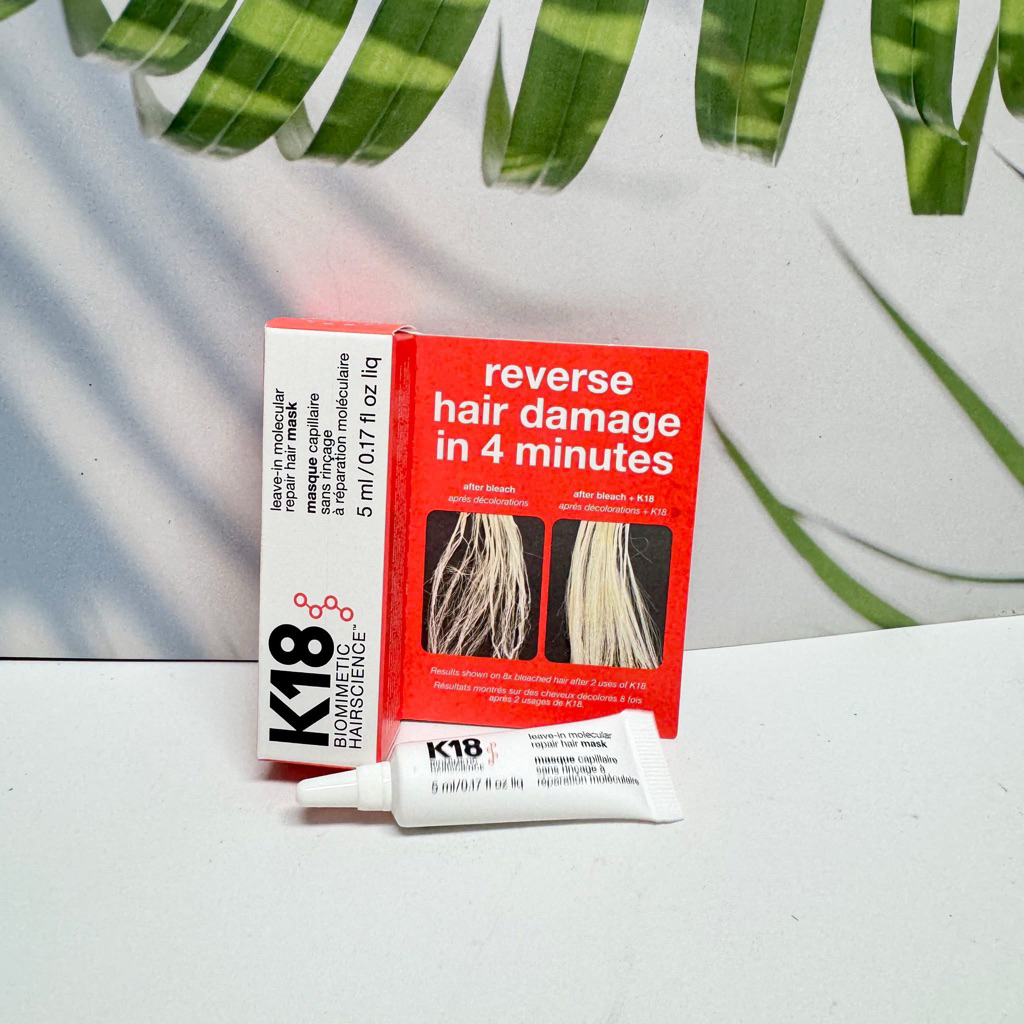 leave-in molecular
repair hair mask
masque capillaire
sans rinçage
à réparation moléculaire
5 ml / 0.17 fl oz liq
K18
BIOMIMETIC
HAIRSCIENCE™
reverse
hair damage
in 4 minutes
after bleach
après décolorations
after bleach + K18
après décolorations + K18.
Results shown on 8x bleached hair after 2 uses of K18.
Résultats montrés sur des cheveux décolorés 8 fois
après 2 usages de K18.
K18
BIOMIMETIC
HAIRSCIENCE
5 ml/0.17 fl oz liq
leave-in molecular
repair hair mask
masque capillaire
sans rinçage à
réparation moléculaire